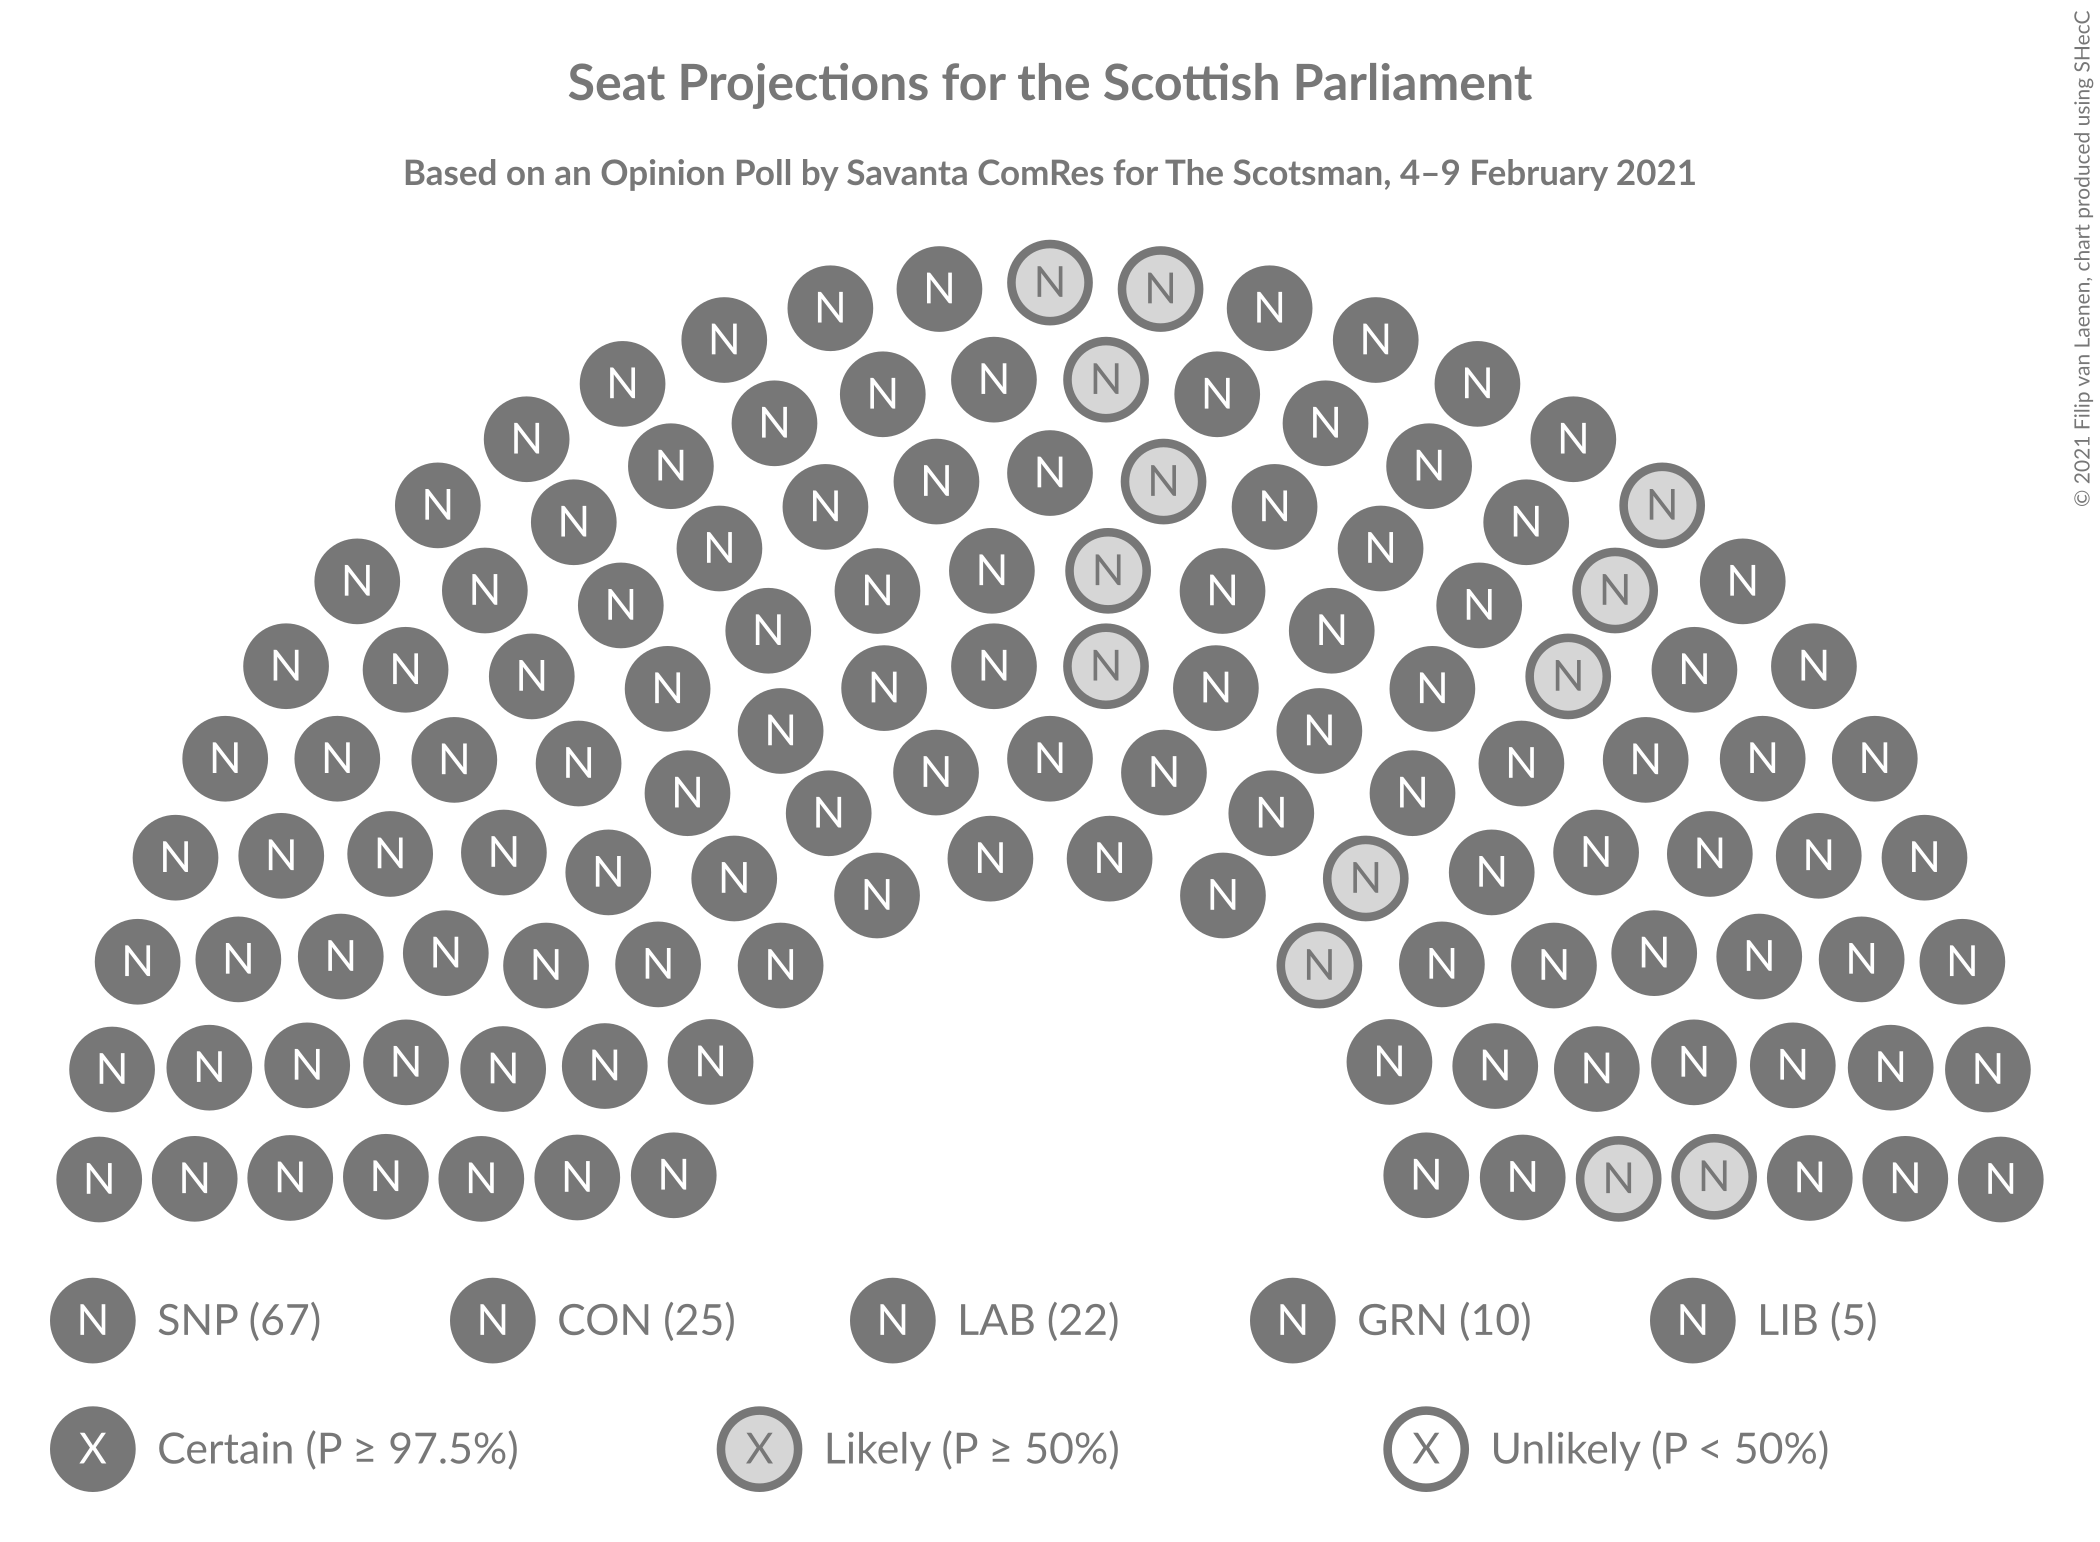 Seat Projections for the Scottish Parliament
Based on an Opinion Poll by Savanta ComRes for The Scotsman, 4–9 February 2021
© 2021 Filip van Laenen, chart produced using SHecC
N N N
N N
N N
N N N N
N N
N N N N
N N N N N
N N N N
N N
N N
N N N N N N N N
N N N N
N N N N N N N N N N N N
N N
N N N N N N N N N N N
N N N N
N N N N N N N N N N N N N N
N N
N N N N N N N N N N N N N N
N N N N N N N N N N N N N N
N N N N N N N N N N N N N N
N SNP (67) N CON (25) N LAB (22) N GRN (10) N LIB (5)
X Certain (P ≥ 97.5%) X Likely (P ≥ 50%) X Unlikely (P < 50%)